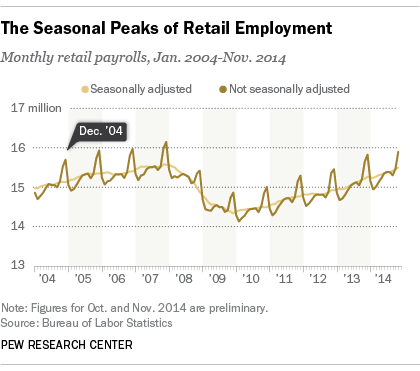 The Seasonal Peaks of Retail Employment
Monthly retail payrolls, Jan. 2004-Nov. 2014
Seasonally adjusted Not seasonally adjusted
17 million
Dec. '04
16
15
14
13
'04 '05 '06 '07 '08 '09 '10 '11 '12 '13 '14
Note: Figures for Oct. and Nov. 2014 are preliminary.
Source: Bureau of Labor Statistics
PEW RESEARCH CENTER